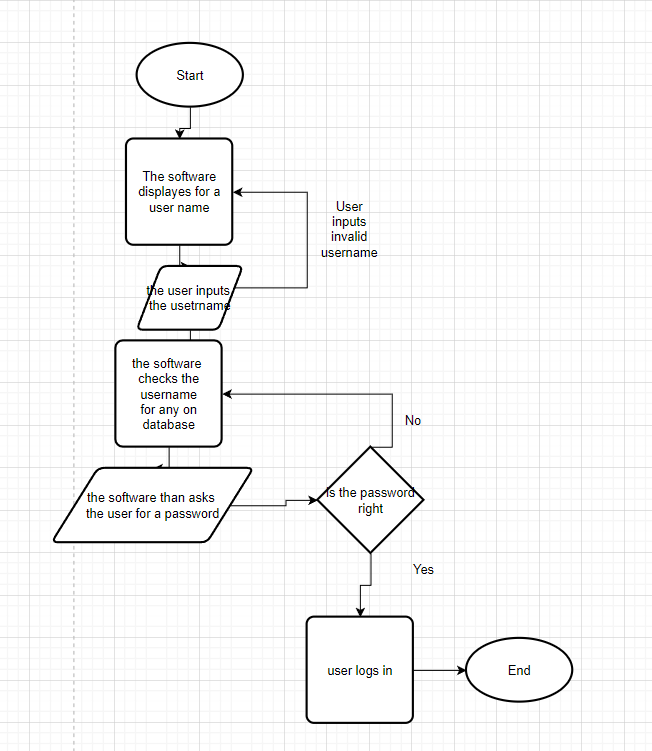 Start
The software
displayes for a
user name
User
inputs
invalid
username
the user inputs
the usetrname
the software
checks the
username
for any on
database
No
the software than asks
the user for a password
is the password
right
Yes
user logs in
End